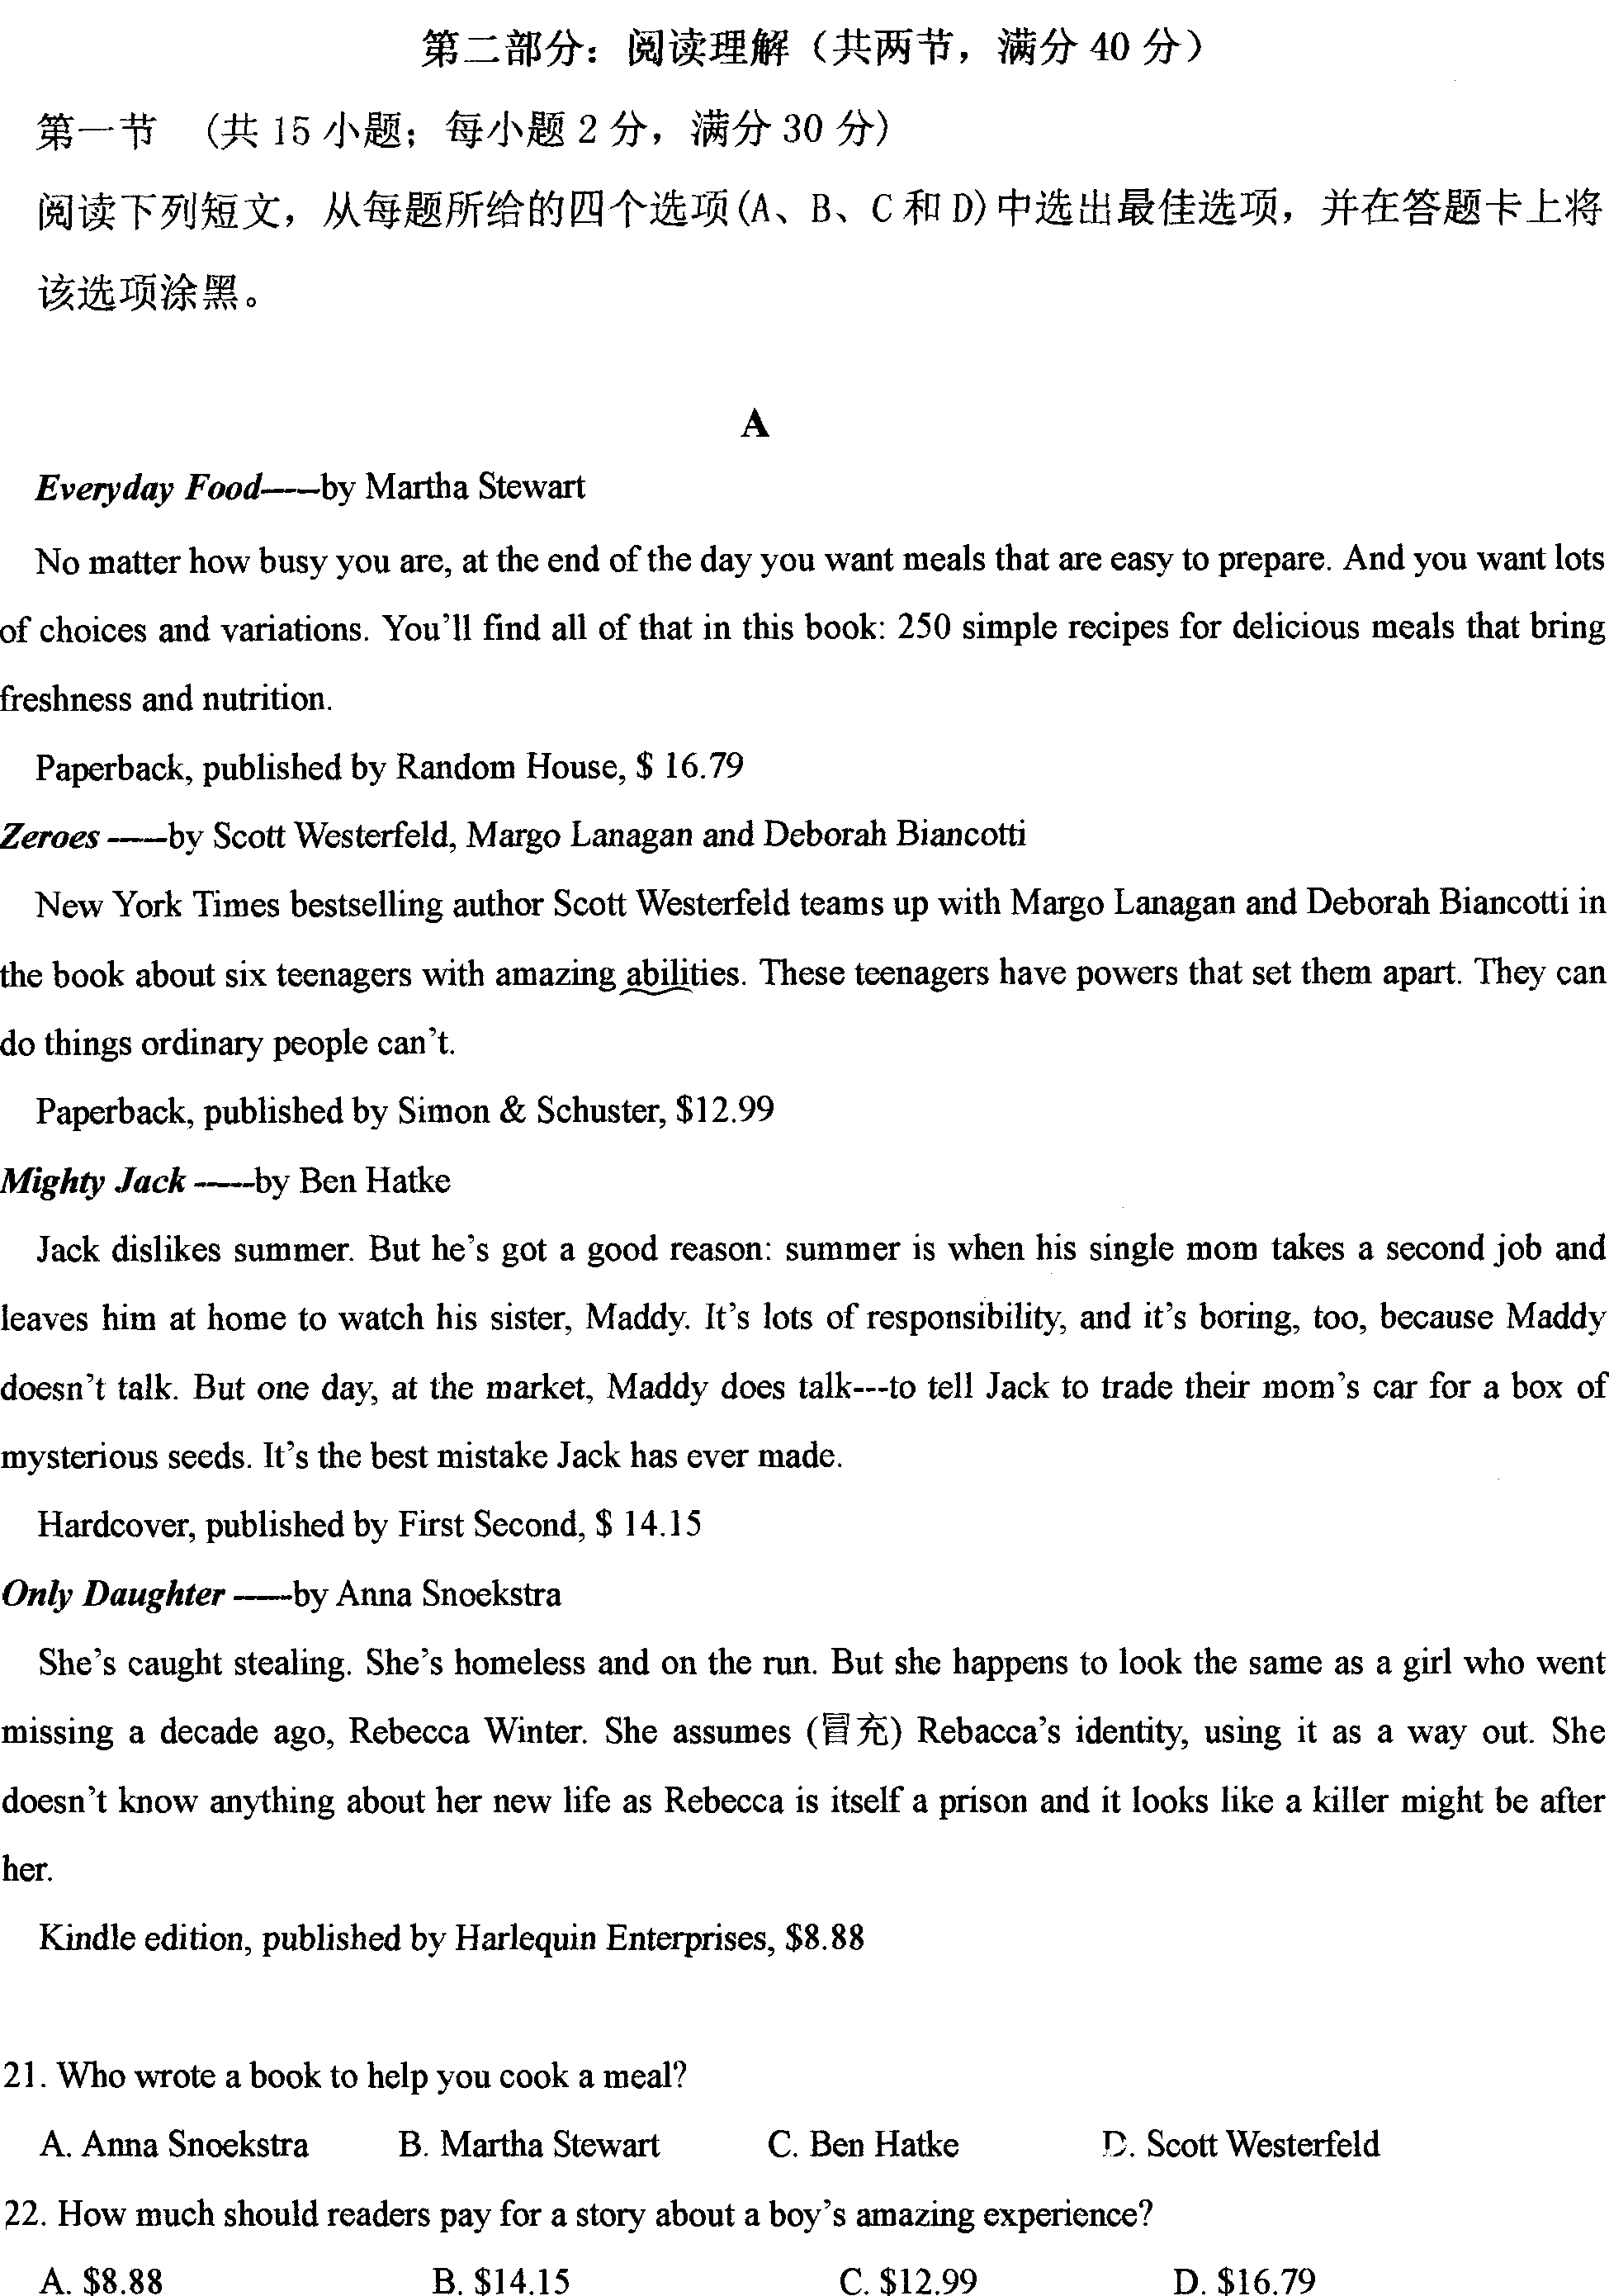 第二部分：阅读理解（共两节，满分 40 分）
第一节 （共 15 小题；每小题 2 分，满分 30 分）
阅读下列短文，从每题所给的四个选项(A、B、C 和 D)中选出最佳选项，并在答题卡上将
该选项涂黑。
A
Everyday Food-----by Martha Stewart
No matter how busy you are, at the end of the day you want meals that are easy to prepare. And you want lots
of choices and variations. You'll find all of that in this book: 250 simple recipes for delicious meals that bring
freshness and nutrition.
Paperback, published by Random House, $ 16.79
Zeroes -----by Scott Westerfeld, Margo Lanagan and Deborah Biancotti
New York Times bestselling author Scott Westerfeld teams up with Margo Lanagan and Deborah Biancotti in
the book about six teenagers with amazing abilities. These teenagers have powers that set them apart. They can
do things ordinary people can't.
Paperback, published by Simon & Schuster, $12.99
Mighty Jack -----by Ben Hatke
Jack dislikes summer. But he's got a good reason: summer is when his single mom takes a second job and
leaves him at home to watch his sister, Maddy. It's lots of responsibility, and it's boring, too, because Maddy
doesn't talk. But one day, at the market, Maddy does talk---to tell Jack to trade their mom's car for a box of
mysterious seeds. It's the best mistake Jack has ever made.
Hardcover, published by First Second, $ 14.15
Only Daughter -----by Anna Snoekstra
She's caught stealing. She's homeless and on the run. But she happens to look the same as a girl who went
missing a decade ago, Rebecca Winter. She assumes (冒充) Rebacca's identity, using it as a way out. She
doesn't know anything about her new life as Rebecca is itself a prison and it looks like a killer might be after
her.
Kindle edition, published by Harlequin Enterprises, $8.88
21. Who wrote a book to help you cook a meal?
A. Anna Snoekstra B. Martha Stewart C. Ben Hatke D. Scott Westerfeld
22. How much should readers pay for a story about a boy's amazing experience?
A. $8.88 B. $14.15 C. $12.99 D. $16.79